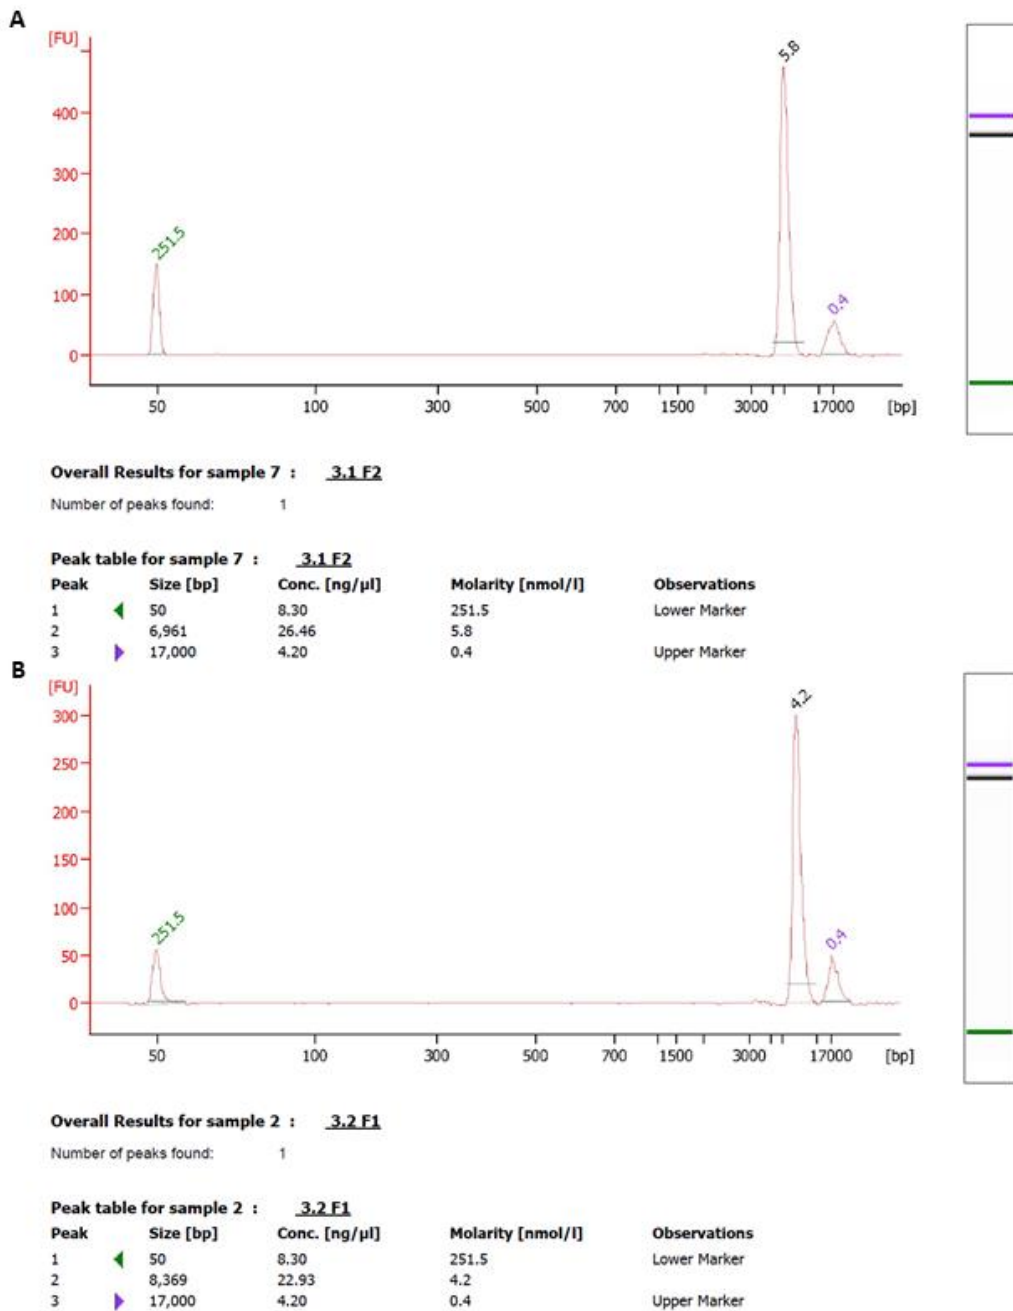 A
[FU]
5.8
400
300
251.5
200
0.4
100
0
50 100 300 500 700 1500 3000 17000 [bp]
Overall Results for sample 7 : 3.1 F2
Number of peaks found: 1
Peak table for sample 7 : 3.1 F2
Peak Size [bp] Conc. [ng/µl] Molarity [nmol/l] Observations
1 50 8.30 251.5 Lower Marker
2 6,961 26.46 5.8
3 17,000 4.20 0.4 Upper Marker
B
[FU]
4.2
300
250
200
150
251.5
100
0.4
50
0
50 100 300 500 700 1500 3000 17000 [bp]
Overall Results for sample 2 : 3.2 F1
Number of peaks found: 1
Peak table for sample 2 : 3.2 F1
Peak Size [bp] Conc. [ng/µl] Molarity [nmol/l] Observations
1 50 8.30 251.5 Lower Marker
2 8,369 22.93 4.2
3 17,000 4.20 0.4 Upper Marker